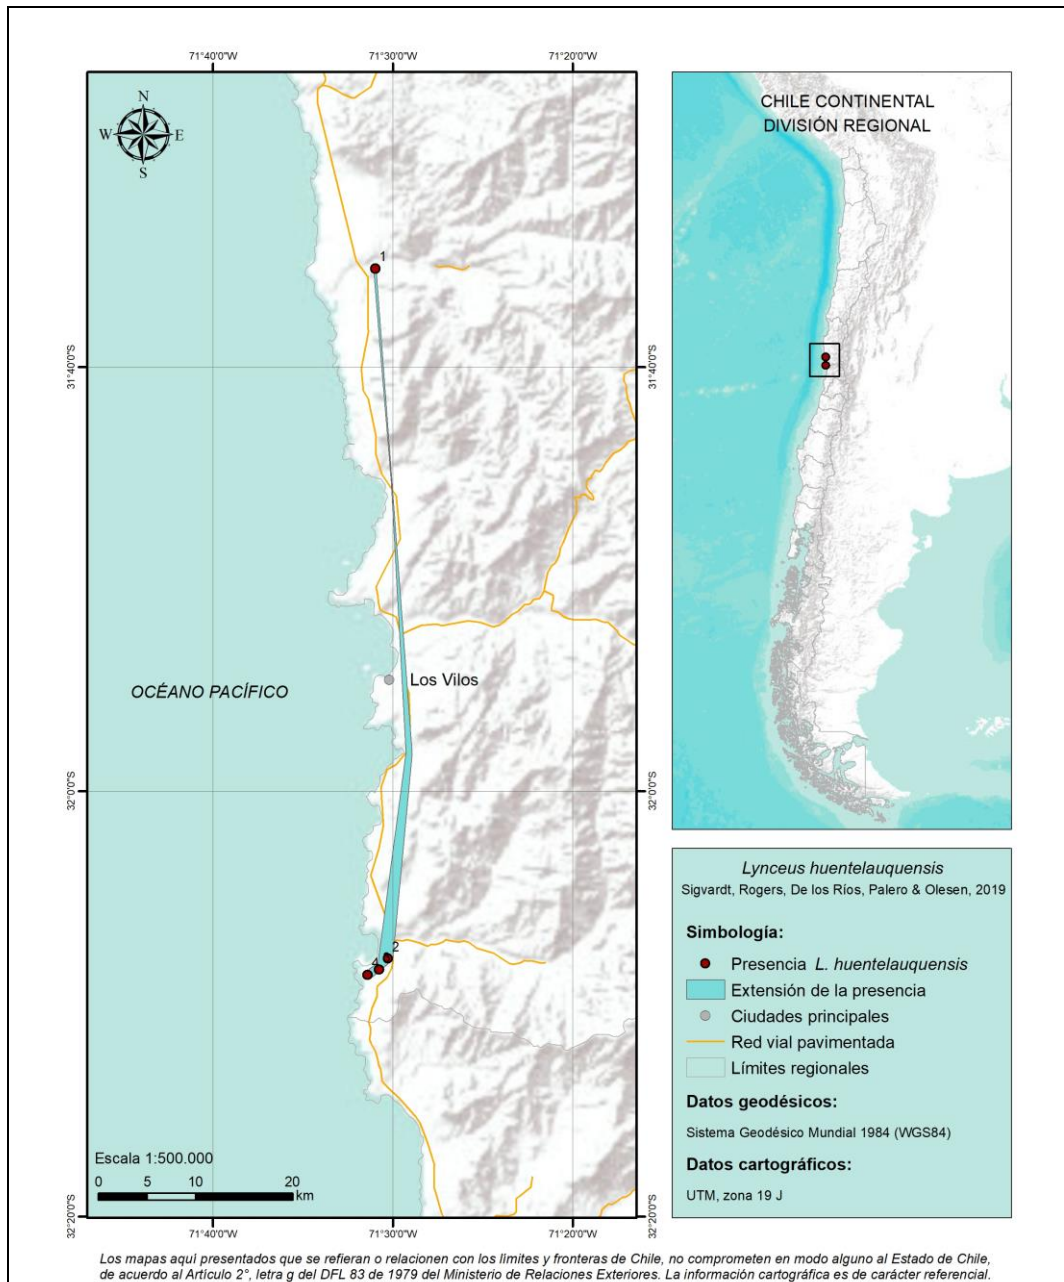 71°40'0"W
71°30'0"W
71°20'0"W
N
W
E
S
1
31°40'0"S
31°40'0"S
OCÉANO PACÍFICO
Los Vilos
32°0'0"S
32°0'0"S
2
4
Escala 1:500.000
0 5 10 20
km
32°20'0"S
32°20'0"S
71°40'0"W
71°30'0"W
71°20'0"W
CHILE CONTINENTAL
DIVISIÓN REGIONAL
Lynceus huentelauquensis
Sigvardt, Rogers, De los Ríos, Palero & Olesen, 2019
Simbología:
Presencia L. huentelauquensis
Extensión de la presencia
Ciudades principales
Red vial pavimentada
Límites regionales
Datos geodésicos:
Sistema Geodésico Mundial 1984 (WGS84)
Datos cartográficos:
UTM, zona 19 J
Los mapas aquí presentados que se refieran o relacionen con los límites y fronteras de Chile, no comprometen en modo alguno al Estado de Chile,
de acuerdo al Artículo 2°, letra g del DFL 83 de 1979 del Ministerio de Relaciones Exteriores. La información cartográfica es de carácter referencial.